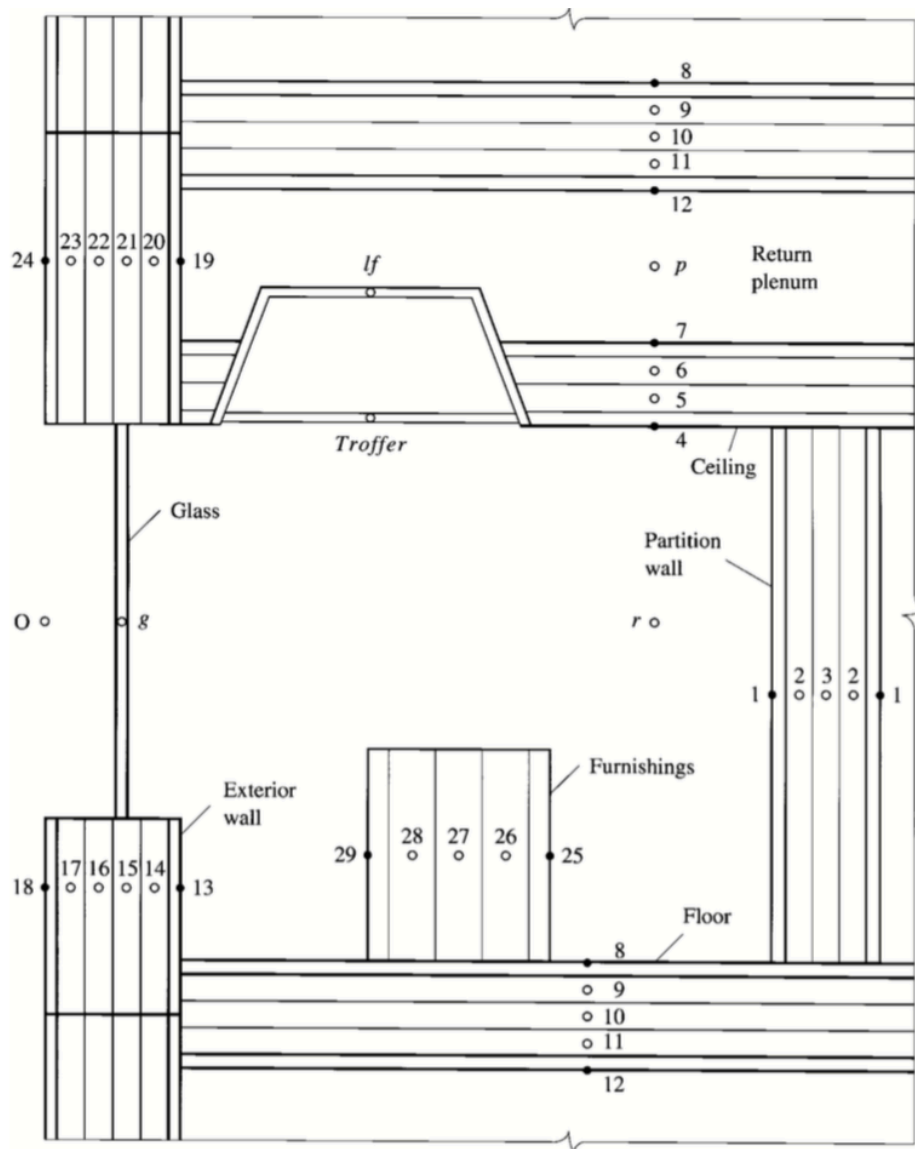 8
9
10
11
12
24 23 22 21 20 19
lf
p
Return
plenum
7
6
5
4
Troffer
Ceiling
Glass
Partition
wall
O
g
r
1 2 3 2 1
Furnishings
Exterior
wall
29 28 27 26 25
18 17 16 15 14 13
Floor
8
9
10
11
12